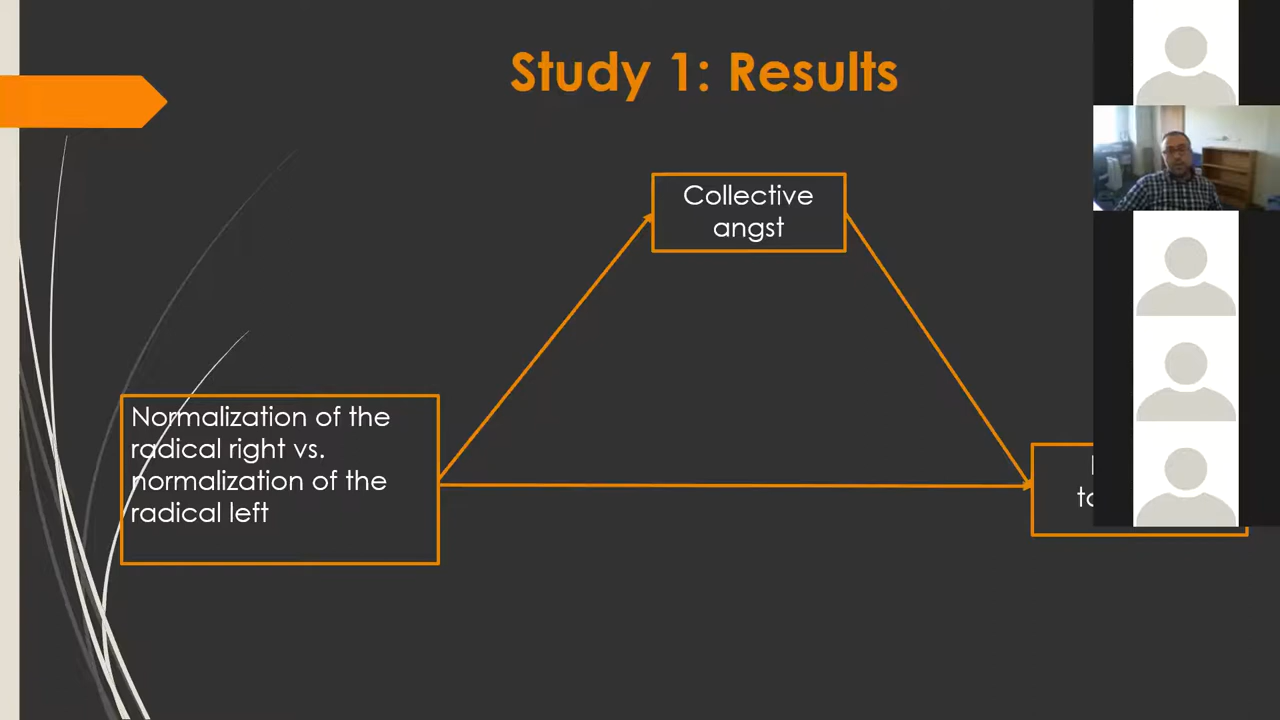 Study 1: Results
Collective
angst
Normalization of the
radical right vs.
normalization of the
radical left